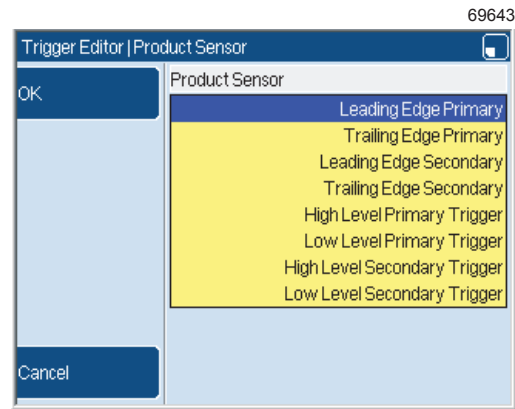 69643
Trigger Editor | Product Sensor
OK
Product Sensor
Leading Edge Primary
Trailing Edge Primary
Leading Edge Secondary
Trailing Edge Secondary
High Level Primary Trigger
Low Level Primary Trigger
High Level Secondary Trigger
Low Level Secondary Trigger
Cancel